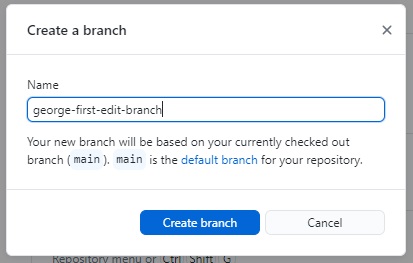 Create a branch
Name
george-first-edit-branch
Your new branch will be based on your currently checked out
branch (main). main is the default branch for your repository.
Create branch
Cancel
Repository menu or Ctrl Shift G